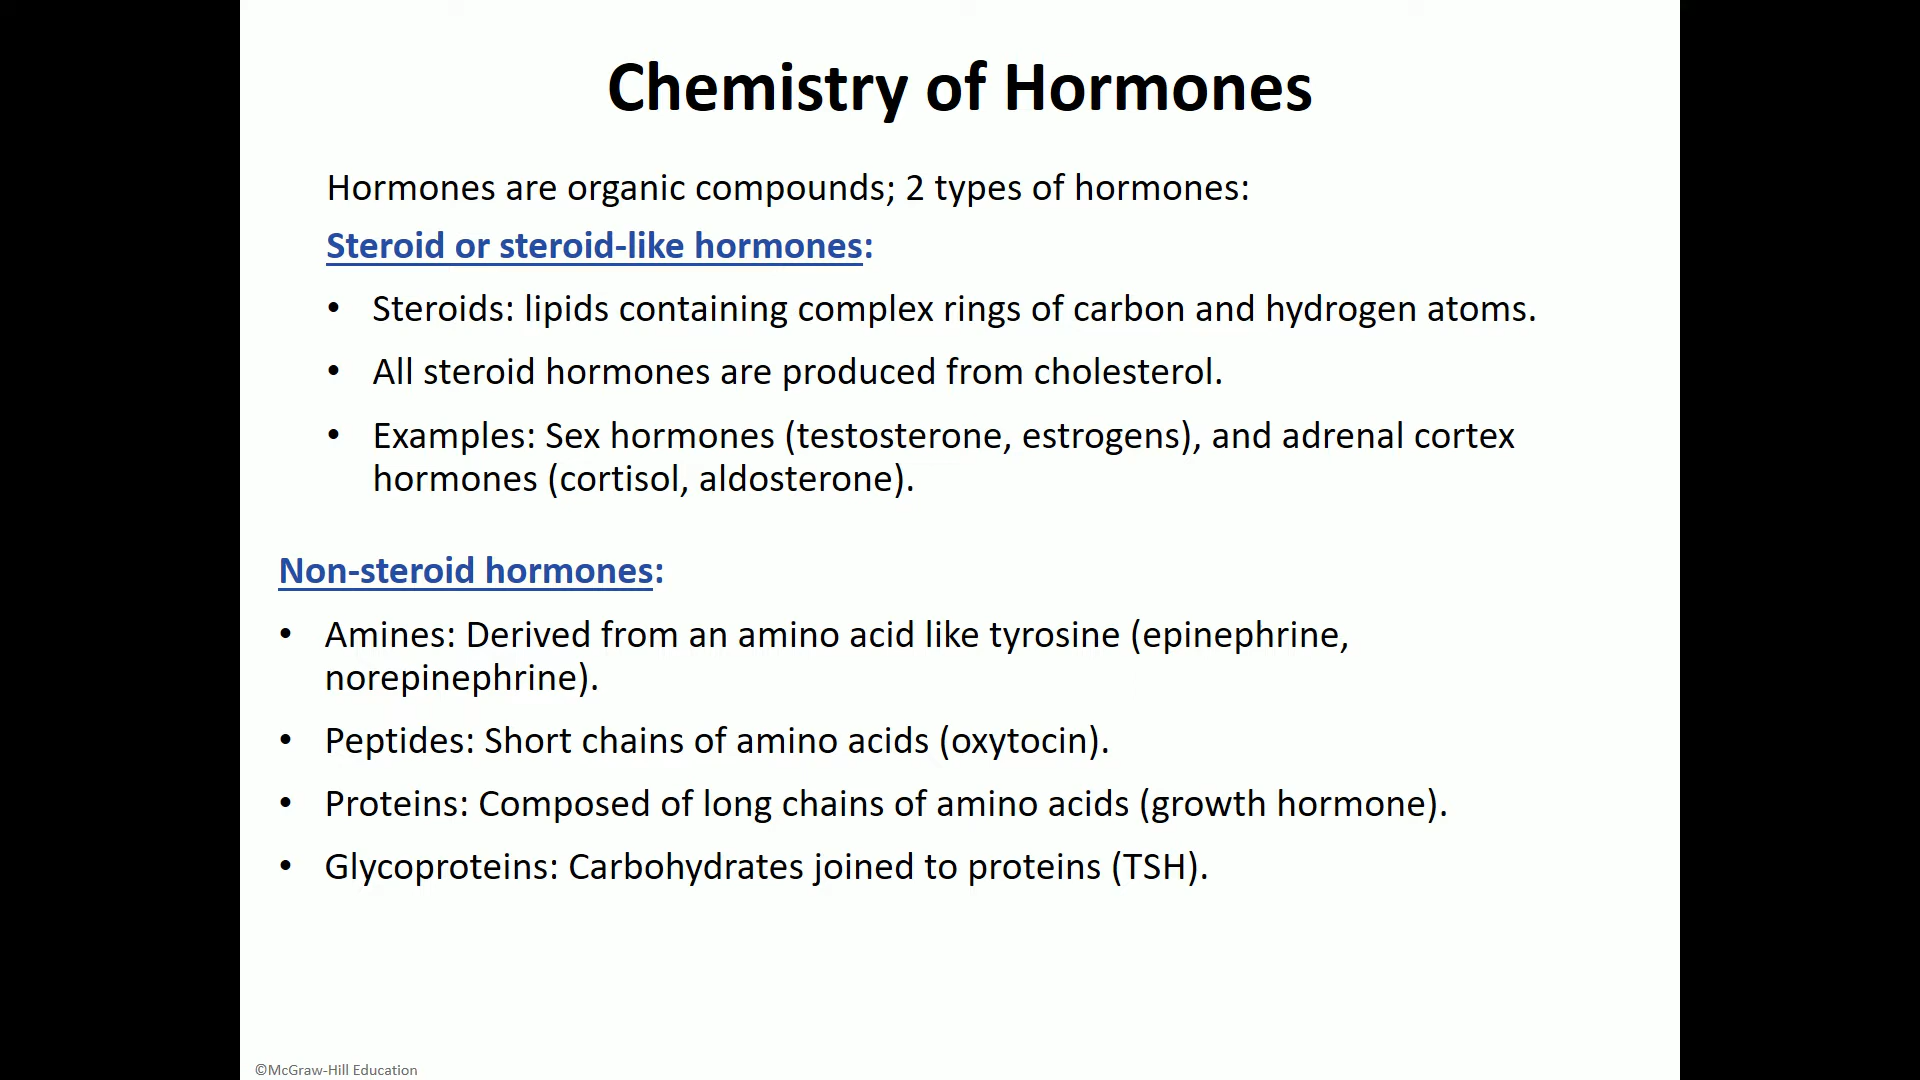 Chemistry of Hormones
Hormones are organic compounds; 2 types of hormones:
Steroid or steroid-like hormones:
• Steroids: lipids containing complex rings of carbon and hydrogen atoms.
• All steroid hormones are produced from cholesterol.
• Examples: Sex hormones (testosterone, estrogens), and adrenal cortex
hormones (cortisol, aldosterone).
Non-steroid hormones:
• Amines: Derived from an amino acid like tyrosine (epinephrine,
norepinephrine).
• Peptides: Short chains of amino acids (oxytocin).
• Proteins: Composed of long chains of amino acids (growth hormone).
• Glycoproteins: Carbohydrates joined to proteins (TSH).
©McGraw-Hill Education